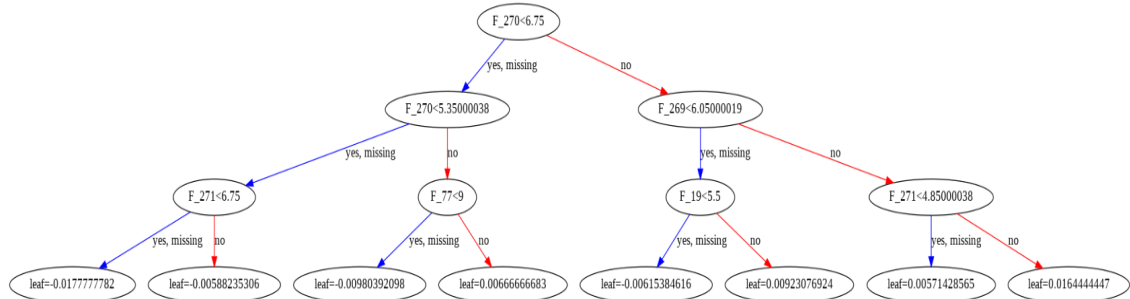 F_270<6.75
yes, missing
no
F_270<5.35000038
F_269<6.05000019
yes, missing
no
yes, missing
no
F_271<6.75
F_77<9
F_19<5.5
F_271<4.85000038
yes, missing
no
yes, missing
no
yes, missing
no
yes, missing
no
leaf=-0.0177777782
leaf=-0.00588235306
leaf=-0.00980392098
leaf=0.00666666683
leaf=-0.00615384616
leaf=0.00923076924
leaf=0.00571428565
leaf=0.0164444447